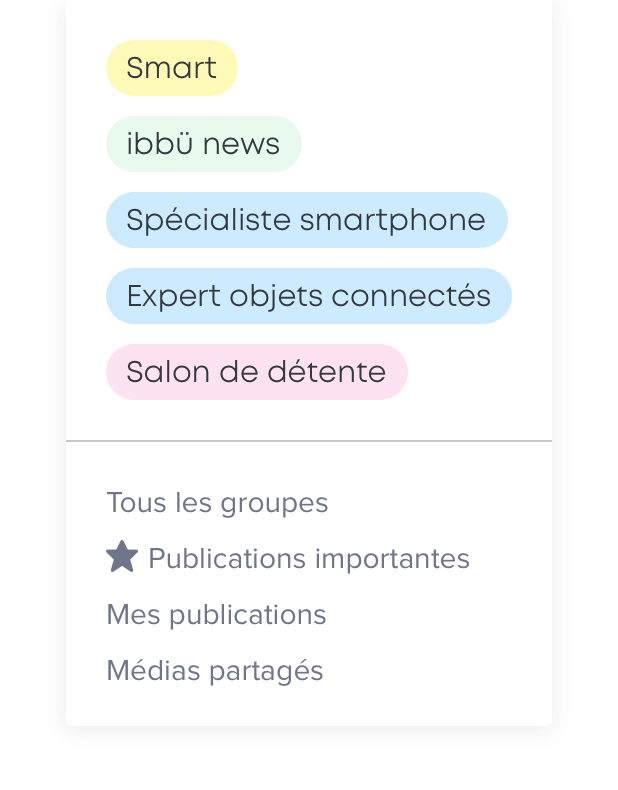 Smart
ibbü news
Spécialiste smartphone
Expert objets connectés
Salon de détente
Tous les groupes
Publications importantes
Mes publications
Médias partagés